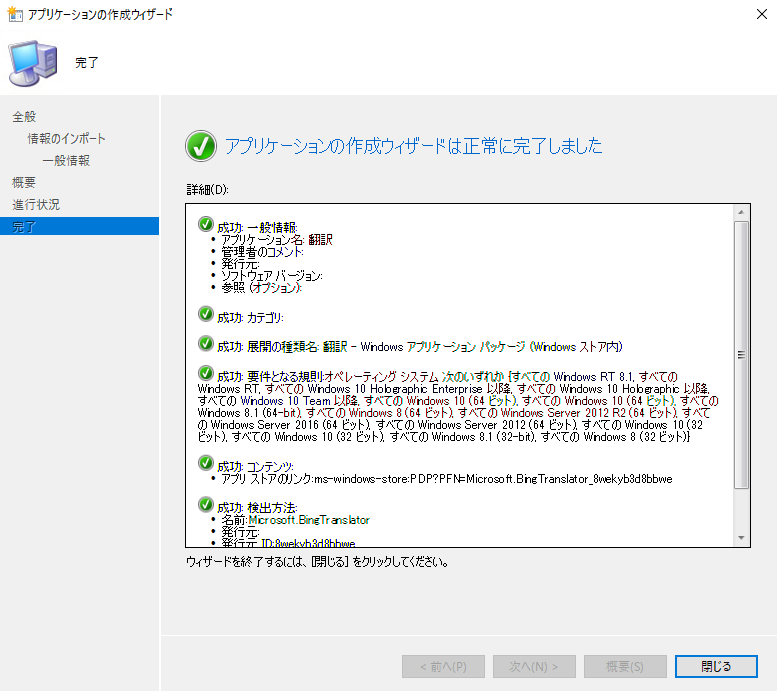 アプリケーションの作成ウィザード
完了
全般
情報のインポート
一般情報
概要
進行状況
完了
アプリケーションの作成ウィザードは正常に完了しました
詳細(D):
成功: 一般情報:
• アプリケーション名: 翻訳
• 管理者のコメント:
• 発行元:
• ソフトウェア バージョン:
• 参照 (オプション):
成功: カテゴリ:
成功: 展開の種類名: 翻訳 - Windows アプリケーション パッケージ (Windows ストア内)
成功: 要件となる規則:オペレーティング システム 次のいずれか {すべての Windows RT 8.1, すべての
Windows RT, すべての Windows 10 Holographic Enterprise 以降, すべての Windows 10 Holographic 以降,
すべての Windows 10 Team 以降, すべての Windows 10 (64 ビット), すべての Windows 10 (64 ビット), すべての
Windows 8.1 (64-bit), すべての Windows 8 (64 ビット), すべての Windows Server 2012 R2 (64 ビット), すべて
の Windows Server 2016 (64 ビット), すべての Windows Server 2012 (64 ビット), すべての Windows 10 (32
ビット), すべての Windows 10 (32 ビット), すべての Windows 8.1 (32-bit), すべての Windows 8 (32 ビット)}
成功: コンテンツ:
• アプリ ストアのリンク:ms-windows-store:PDP?PFN=Microsoft.BingTranslator_8wekyb3d8bbwe
成功: 検出方法:
• 名前:Microsoft.BingTranslator
• 発行元:
• 発行元 ID:8wekyb3d8bbwe
ウィザードを終了するには、[閉じる] をクリックしてください。
< 前へ(P)
次へ(N) >
概要(S)
閉じる